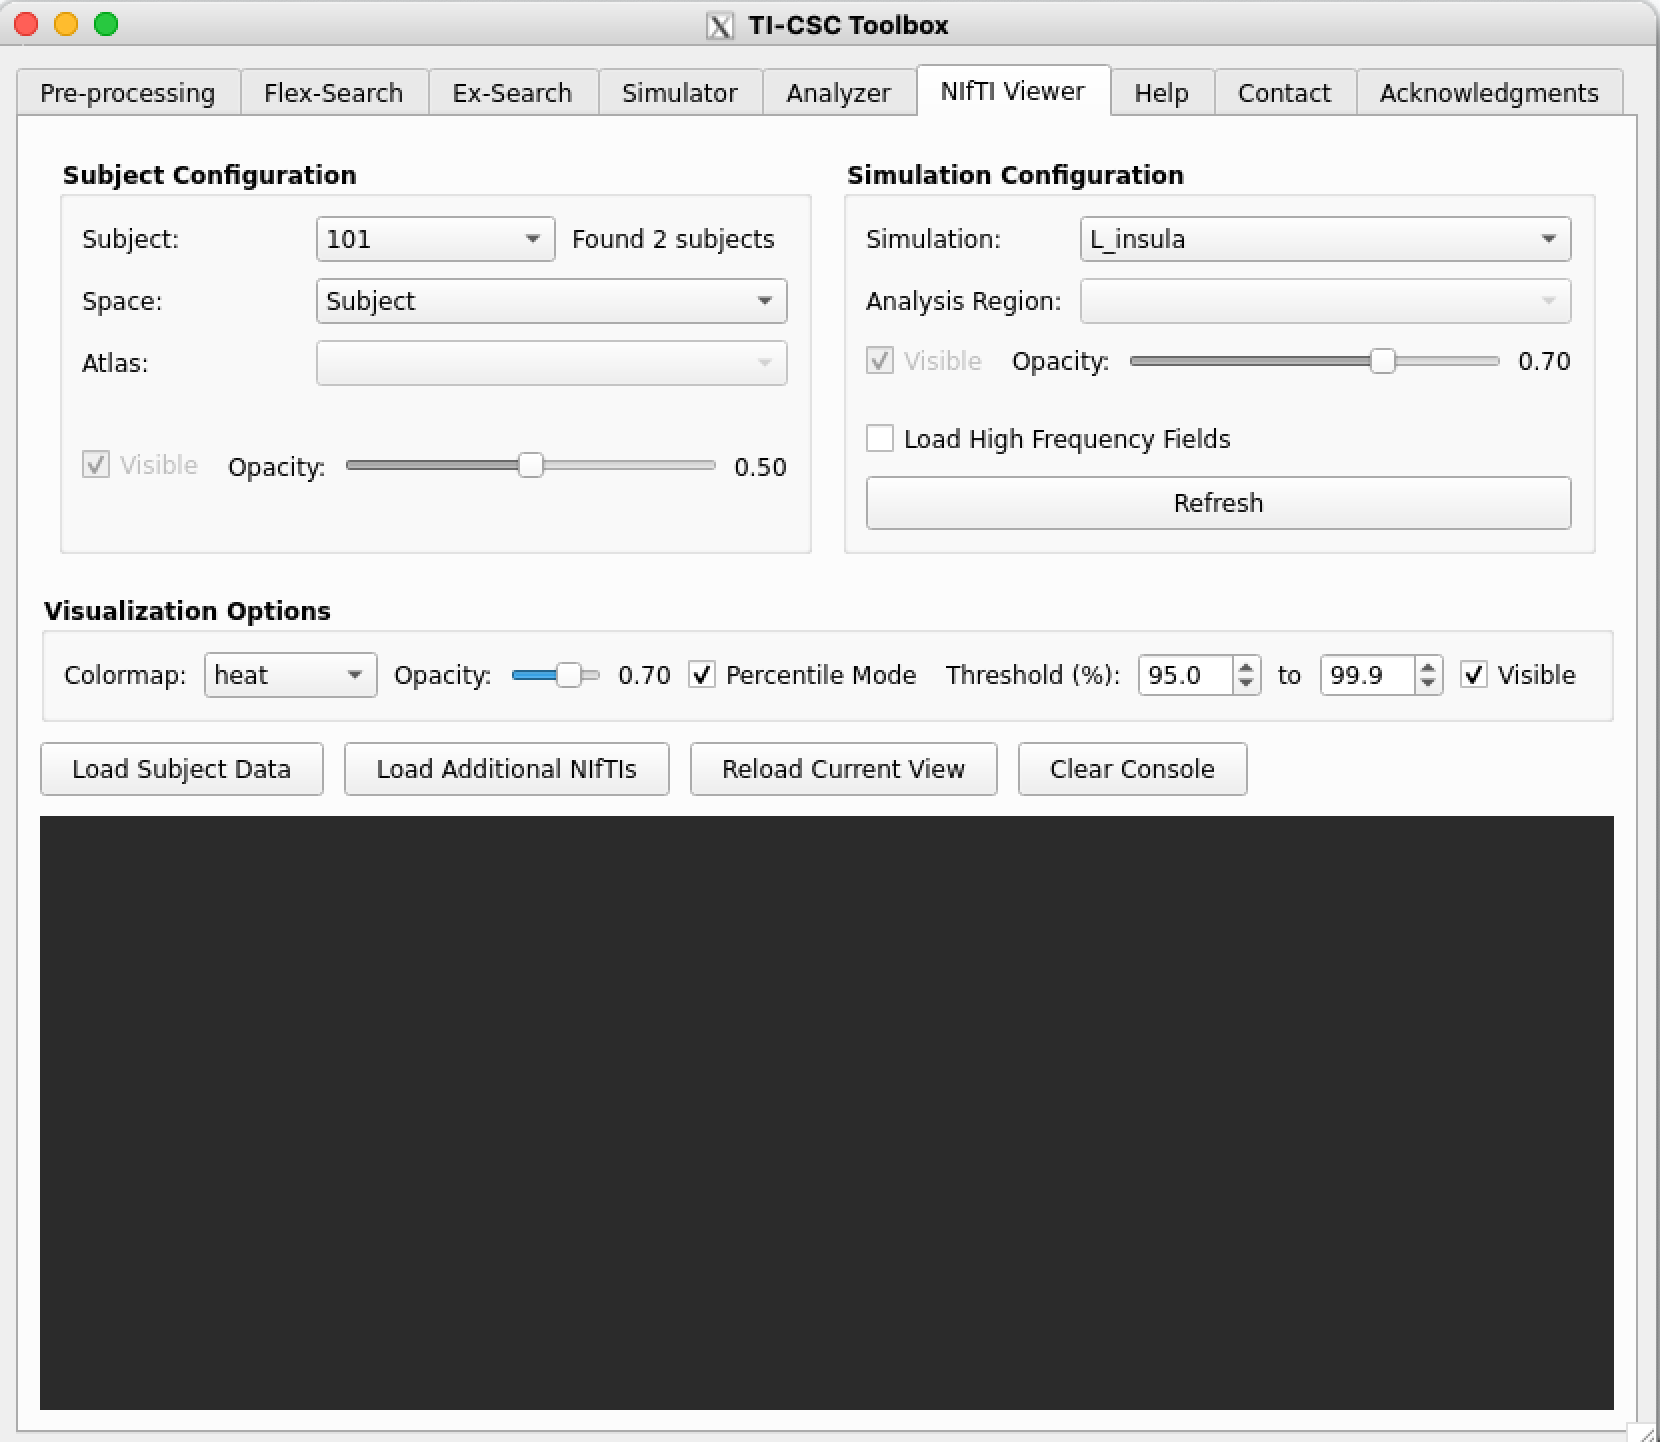 TI-CSC Toolbox
Pre-processing Flex-Search Ex-Search Simulator Analyzer NIfTI Viewer Help Contact Acknowledgments
Subject Configuration
Subject: 101 Found 2 subjects
Space: Subject
Atlas:
Visible Opacity: 0.50
Simulation Configuration
Simulation: L_insula
Analysis Region:
Visible Opacity: 0.70
Load High Frequency Fields
Refresh
Visualization Options
Colormap: heat Opacity: 0.70 Percentile Mode Threshold (%): 95.0 to 99.9 Visible
Load Subject Data Load Additional NIfTIs Reload Current View Clear Console